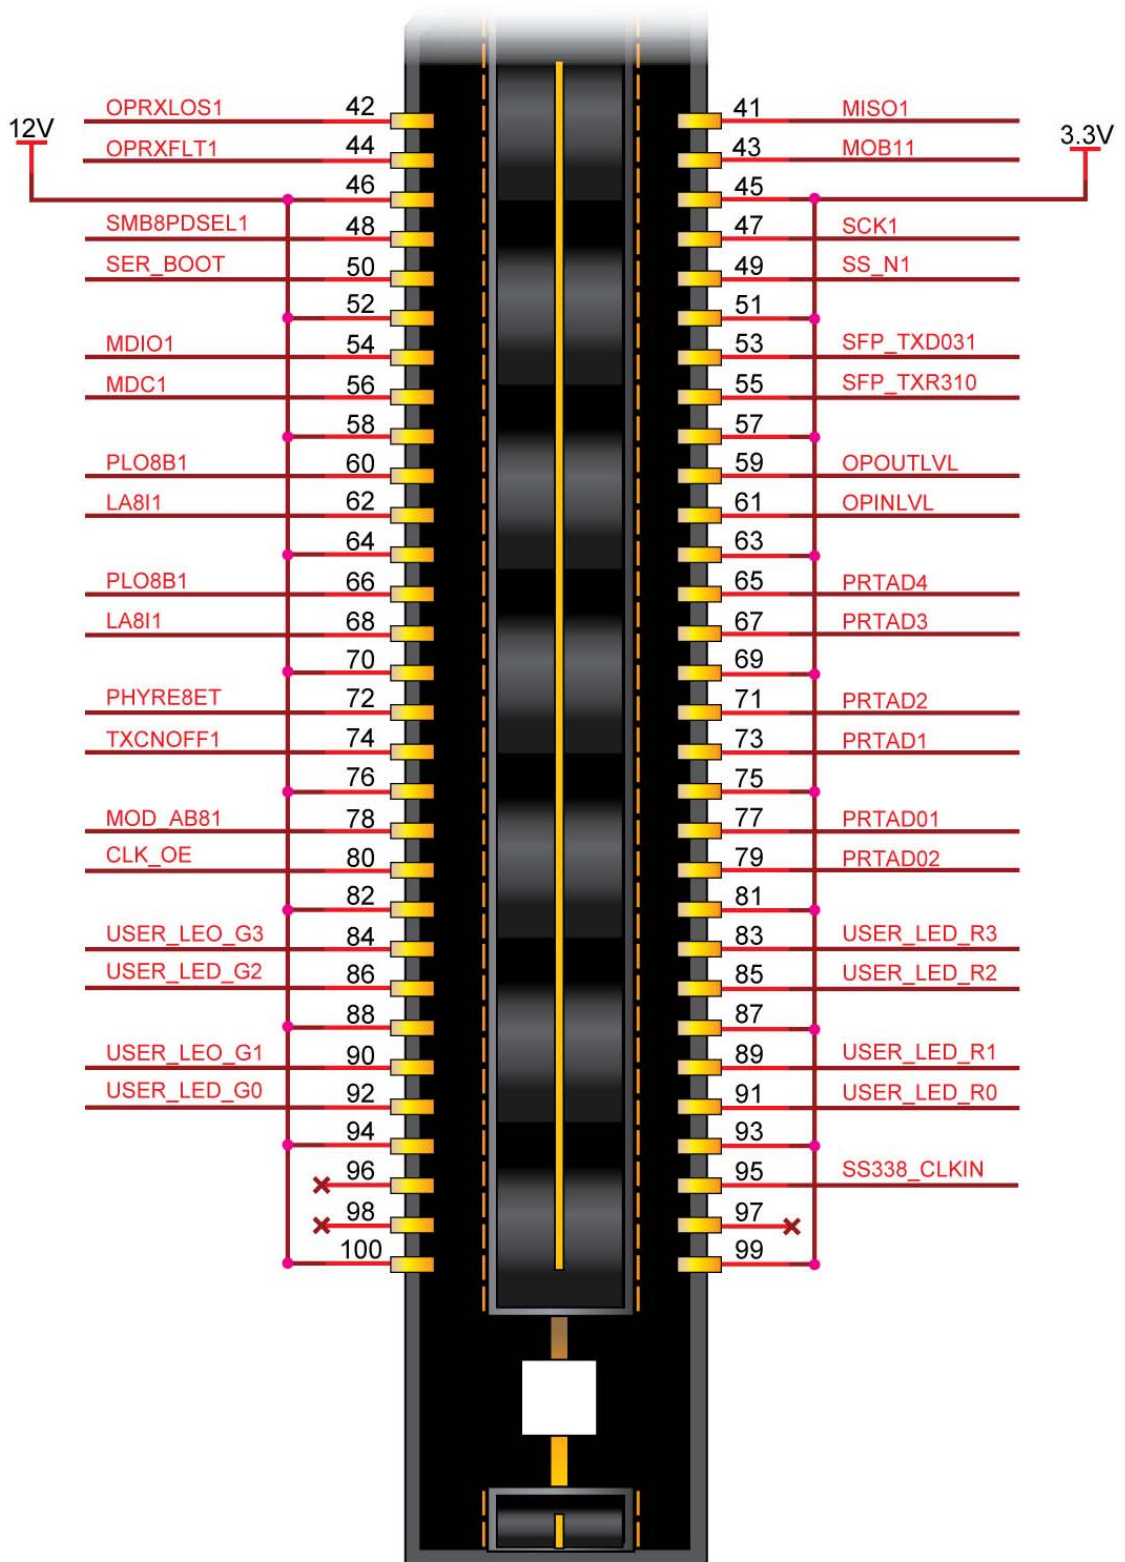 OPRXLOS1 42 41 MISO1
12V 3.3V
OPRXFLT1 44 43 MOB11
46 45
SMB8PDSEL1 48 47 SCK1
SER_BOOT 50 49 SS_N1
52 51
MDIO1 54 53 SFP_TXD031
MDC1 56 55 SFP_TXR310
58 57
PLO8B1 60 59 OPOUTLVL
LA8I1 62 61 OPINLVL
64 63
PLO8B1 66 65 PRTAD4
LA8I1 68 67 PRTAD3
70 69
PHYRE8ET 72 71 PRTAD2
TXCNOFF1 74 73 PRTAD1
76 75
MOD_AB81 78 77 PRTAD01
CLK_OE 80 79 PRTAD02
82 81
USER_LEO_G3 84 83 USER_LED_R3
USER_LED_G2 86 85 USER_LED_R2
88 87
USER_LEO_G1 90 89 USER_LED_R1
USER_LED_G0 92 91 USER_LED_R0
94 93
96 95 SS338_CLKIN
98 97
100 99